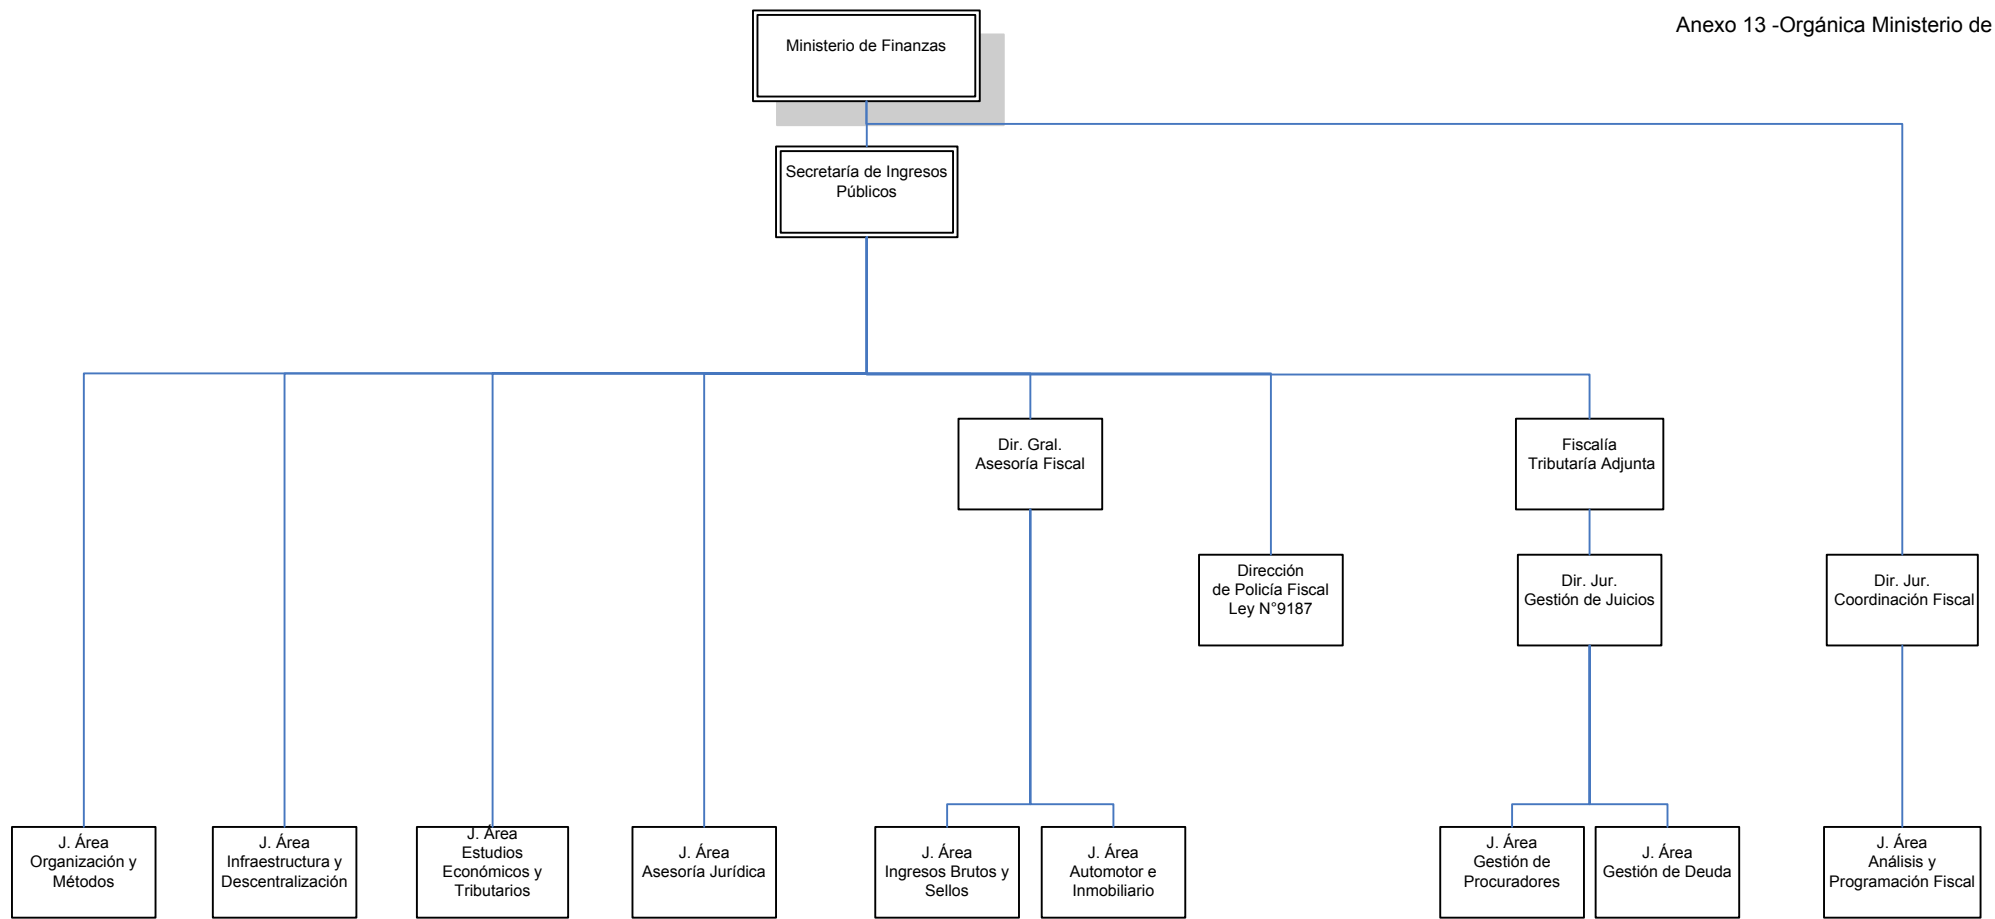 Anexo 13 -Orgánica Ministerio de
Ministerio de Finanzas
Secretaría de Ingresos
Públicos
Dir. Gral.
Asesoría Fiscal
Fiscalía
Tributaría Adjunta
Dirección
de Policía Fiscal
Ley N°9187
Dir. Jur.
Gestión de Juicios
Dir. Jur.
Coordinación Fiscal
J. Área
Organización y
Métodos
J. Área
Infraestructura y
Descentralización
J. Área
Estudios
Económicos y
Tributarios
J. Área
Asesoría Jurídica
J. Área
Ingresos Brutos y
Sellos
J. Área
Automotor e
Inmobiliario
J. Área
Gestión de
Procuradores
J. Área
Gestión de Deuda
J. Área
Análisis y
Programación Fiscal